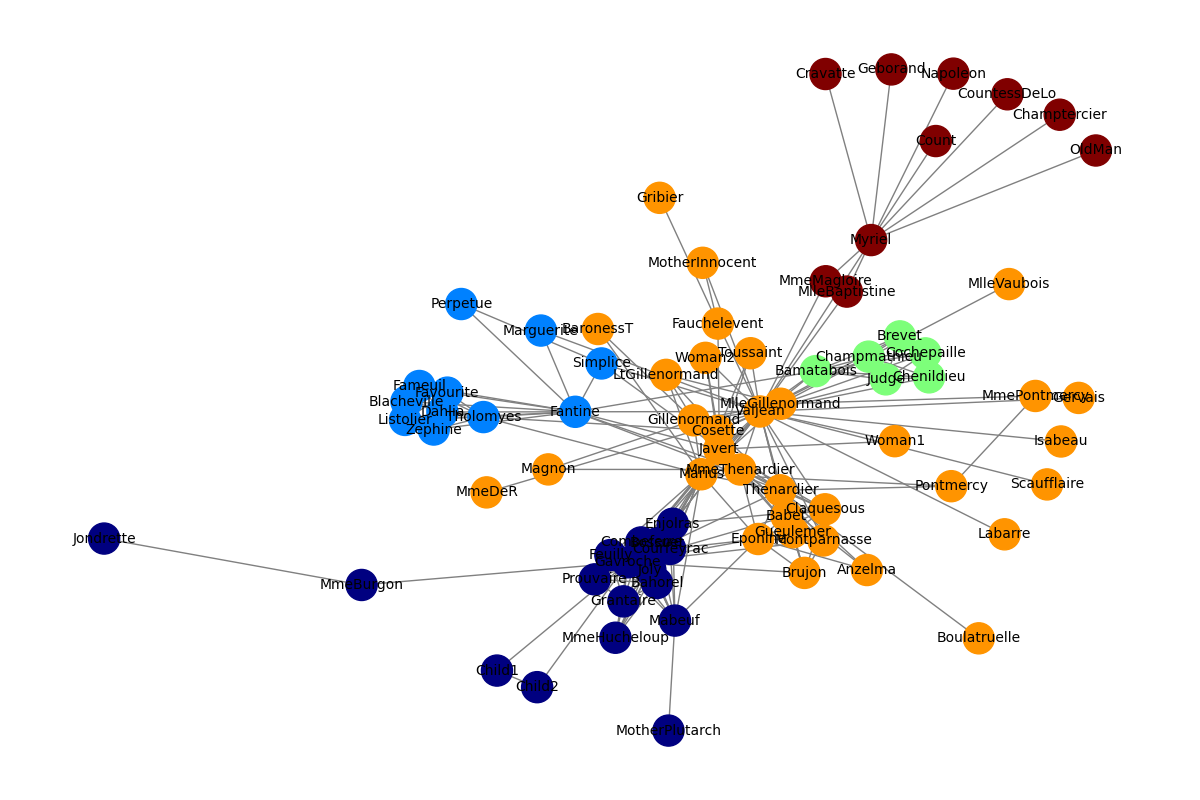 Cravatte
Geborand
Napoleon
CountessDeLo
Champtercier
Count
OldMan
Gribier
Myriel
MotherInnocent
MmeMagloire
MlleBaptistine
MlleVaubois
Perpetue
Marguerite
BaronessT
Fauchelevent
Brevet
Toussaint
Woman2
Cochepaille
Champmathieu
Simplice
LtGillenormand
Bamatabois
Judge
Chenildieu
Fameuil
Favourite
Blacheville
MmePontmercy
Gervais
MlleGillenormand
Valjean
Dahlia
Tholomyes
Fantine
Listolier
Gillenormand
Zephine
Cosette
Woman1
Isabeau
Javert
Magnon
Marius
MmeThenardier
MmeDeR
Thenardier
Pontmercy
Scaufflaire
Claquesous
Babet
Enjolras
Gueulemer
Labarre
Jondrette
Eponine
Montparnasse
Courfeyrac
Feuilly
Joly
Anzelma
Brujon
Prouvaire
Bahorel
MmeBurgon
Grantaire
Mabeuf
MmeHucheloup
Boulatruelle
Child1
Child2
MotherPlutarch